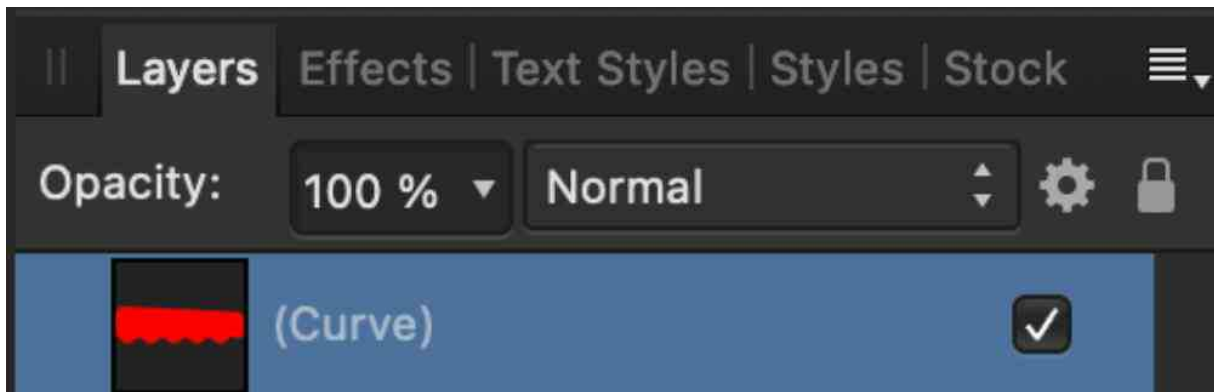 Layers Effects | Text Styles | Styles | Stock
Opacity: 100 % Normal
(Curve)